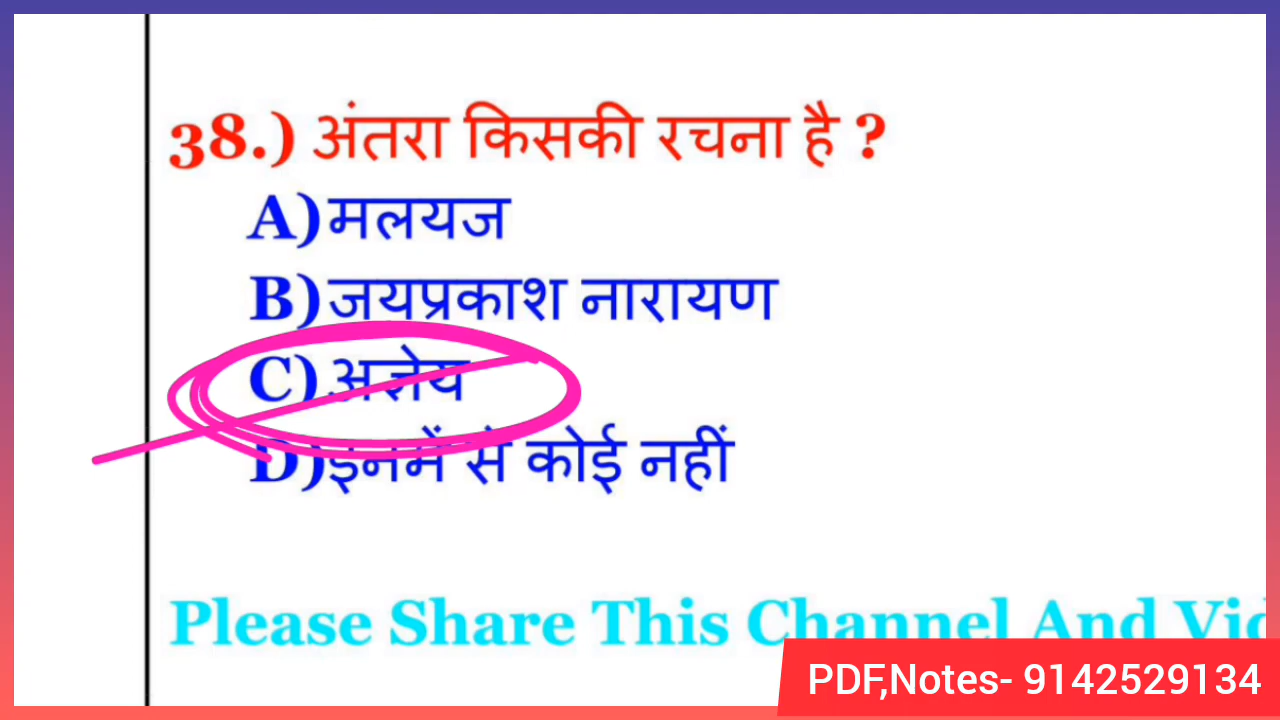 38.) अंतरा किसकी रचना है ?
A) मलयज
B) जयप्रकाश नारायण
C) अज्ञेय
D) इनमें से कोई नहीं
Please Share This Channel And
PDF,Notes- 9142529134